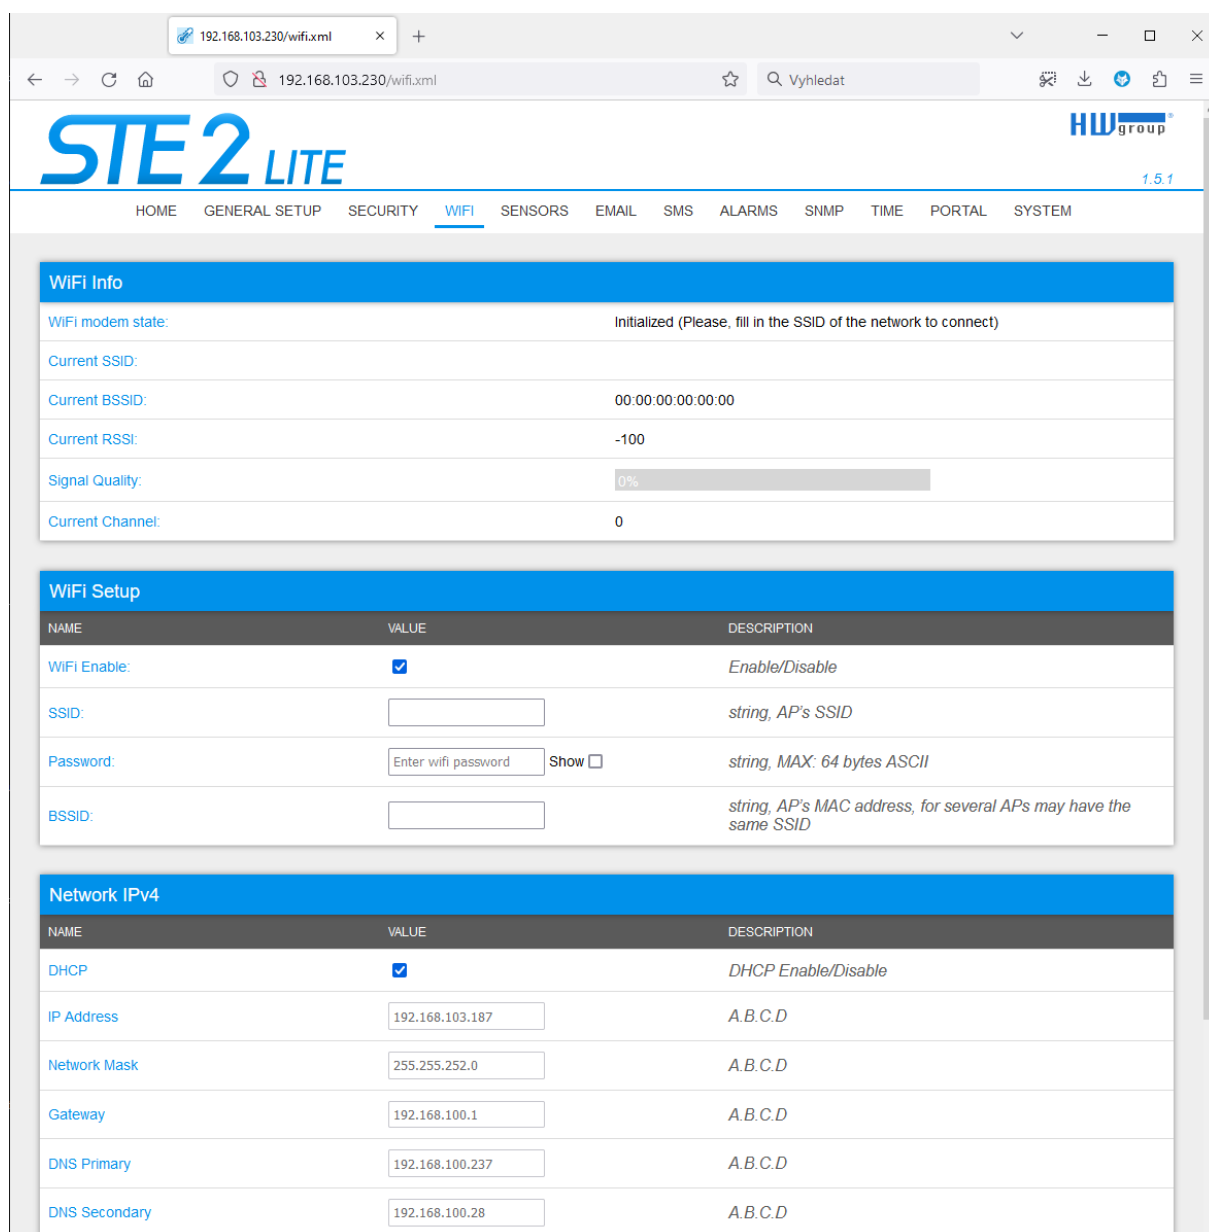 192.168.103.230/wifi.xml
192.168.103.230/wifi.xml
Vyhledat
STE2 LITE
HW group
1.5.1
HOME GENERAL SETUP SECURITY WIFI SENSORS EMAIL SMS ALARMS SNMP TIME PORTAL SYSTEM
WiFi Info
WiFi modem state: Initialized (Please, fill in the SSID of the network to connect)
Current SSID:
Current BSSID: 00:00:00:00:00:00
Current RSSI: -100
Signal Quality: 0%
Current Channel: 0
WiFi Setup
NAME VALUE DESCRIPTION
WiFi Enable: Enable/Disable
SSID: string, AP's SSID
Password: Enter wifi password Show string, MAX: 64 bytes ASCII
BSSID: string, AP's MAC address, for several APs may have the
same SSID
Network IPv4
NAME VALUE DESCRIPTION
DHCP DHCP Enable/Disable
IP Address 192.168.103.187 A.B.C.D
Network Mask 255.255.252.0 A.B.C.D
Gateway 192.168.100.1 A.B.C.D
DNS Primary 192.168.100.237 A.B.C.D
DNS Secondary 192.168.100.28 A.B.C.D